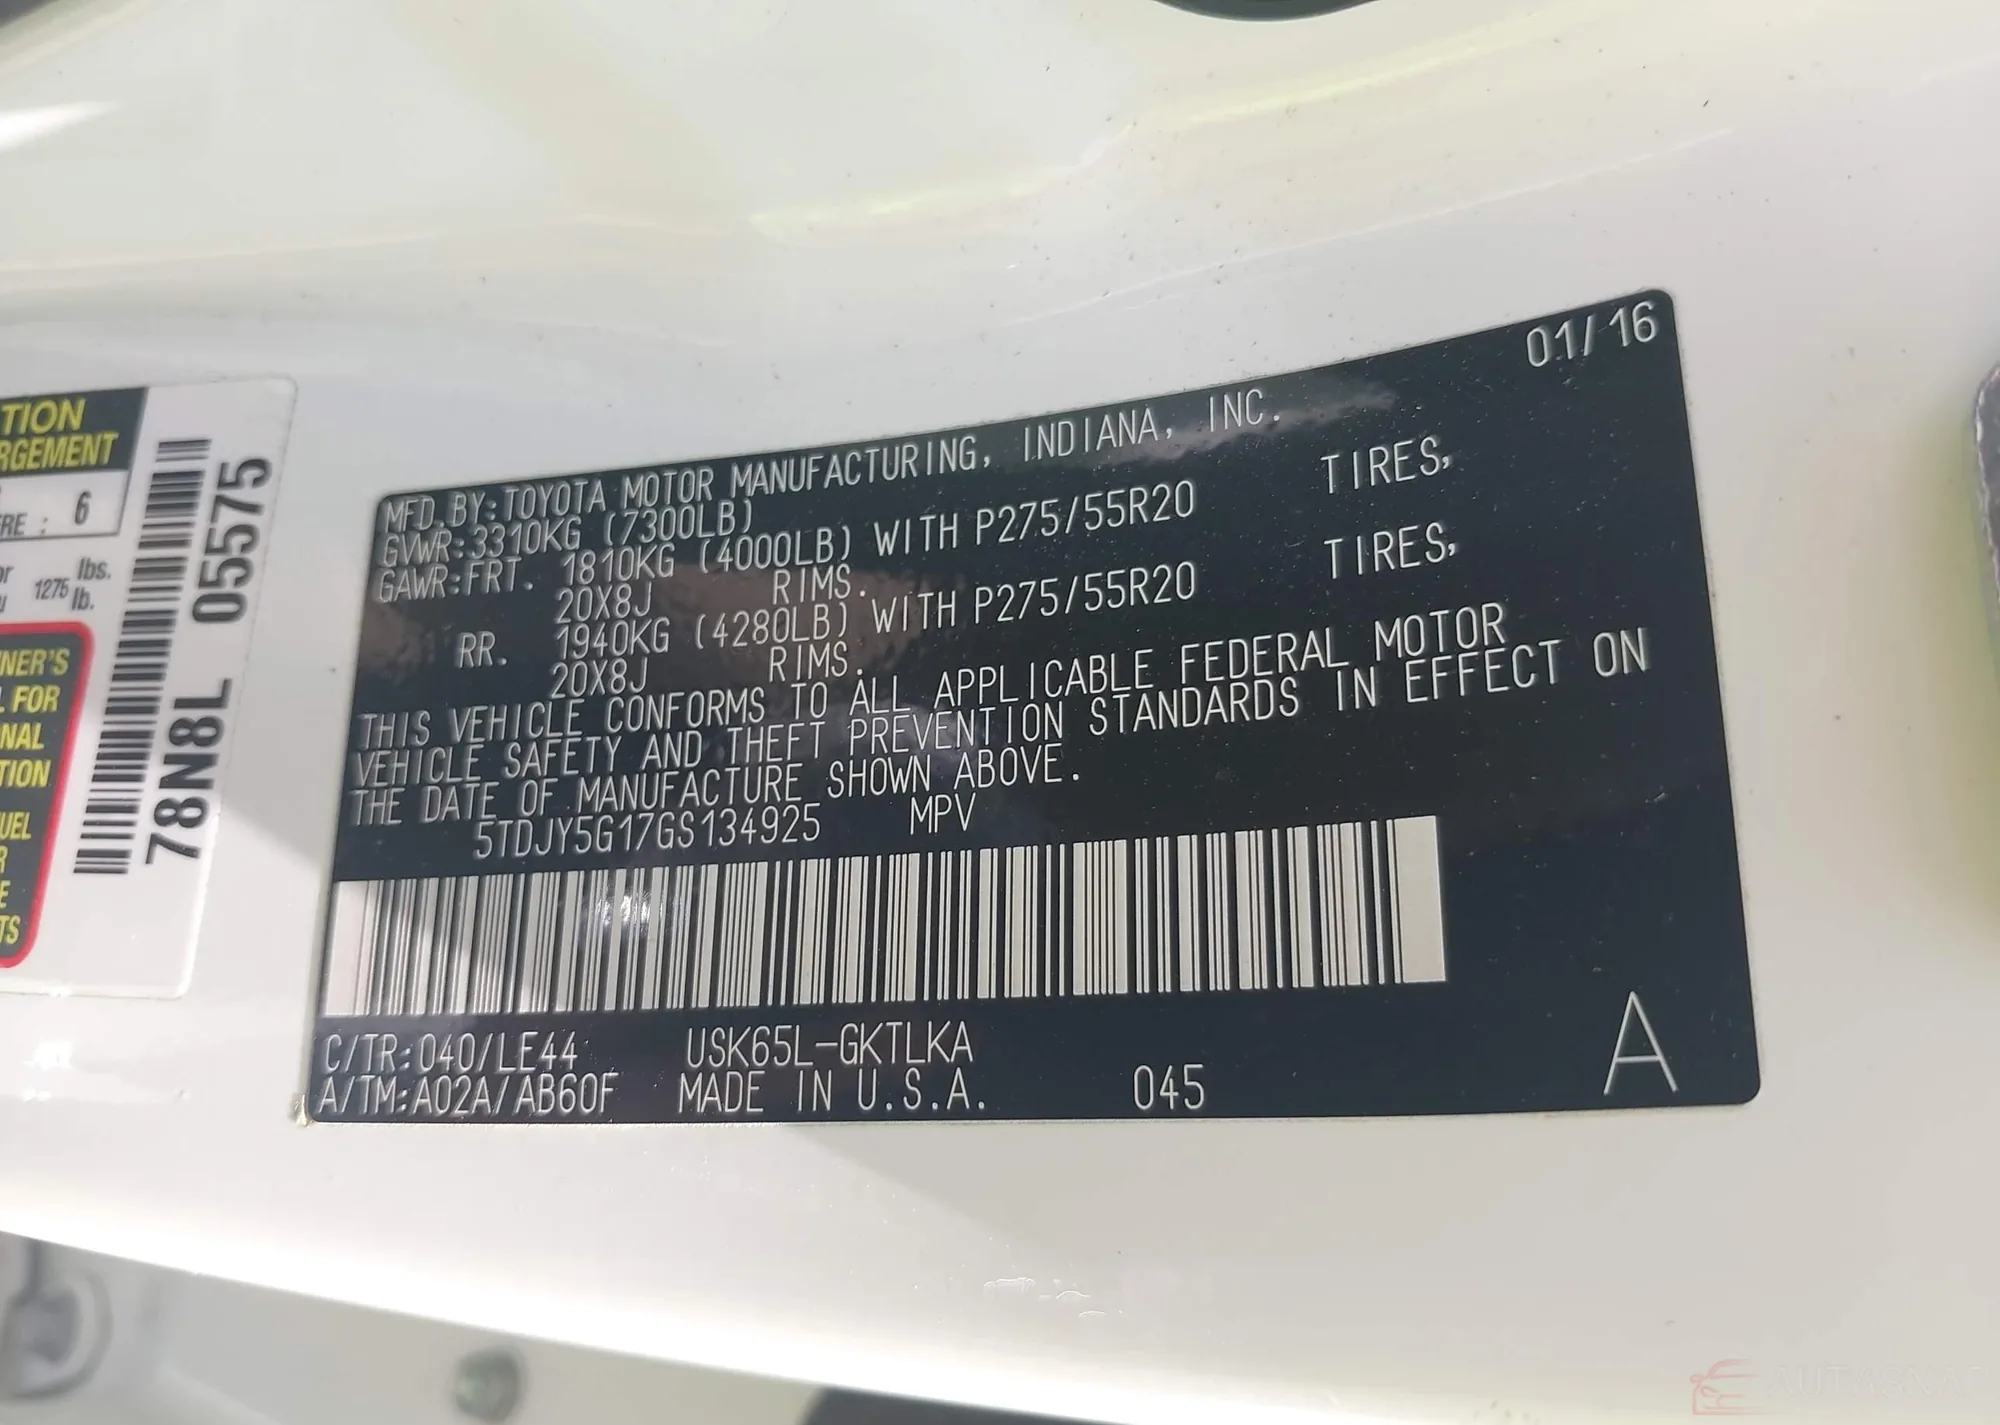 TION
RGEMENT
RE : 6
or 1275 lbs.
lb.
NER'S
FOR
NAL
TION
UEL
R
E
TS
78N8L 05575
01/16
MFD.BY:TOYOTA MOTOR MANUFACTURING, INDIANA, INC.
GVWR:3310KG (7300LB)
GAWR:FRT. 1810KG (4000LB) WITH P275/55R20 TIRES,
20X8J RIMS.
RR. 1940KG (4280LB) WITH P275/55R20 TIRES,
20X8J RIMS.
THIS VEHICLE CONFORMS TO ALL APPLICABLE FEDERAL MOTOR
VEHICLE SAFETY AND THEFT PREVENTION STANDARDS IN EFFECT ON
THE DATE OF MANUFACTURE SHOWN ABOVE.
5TDJY5G17GS134925 MPV
C/TR:040/LE44 USK65L-GKTLKA
A/TM:A02A/AB60F MADE IN U.S.A. 045 A